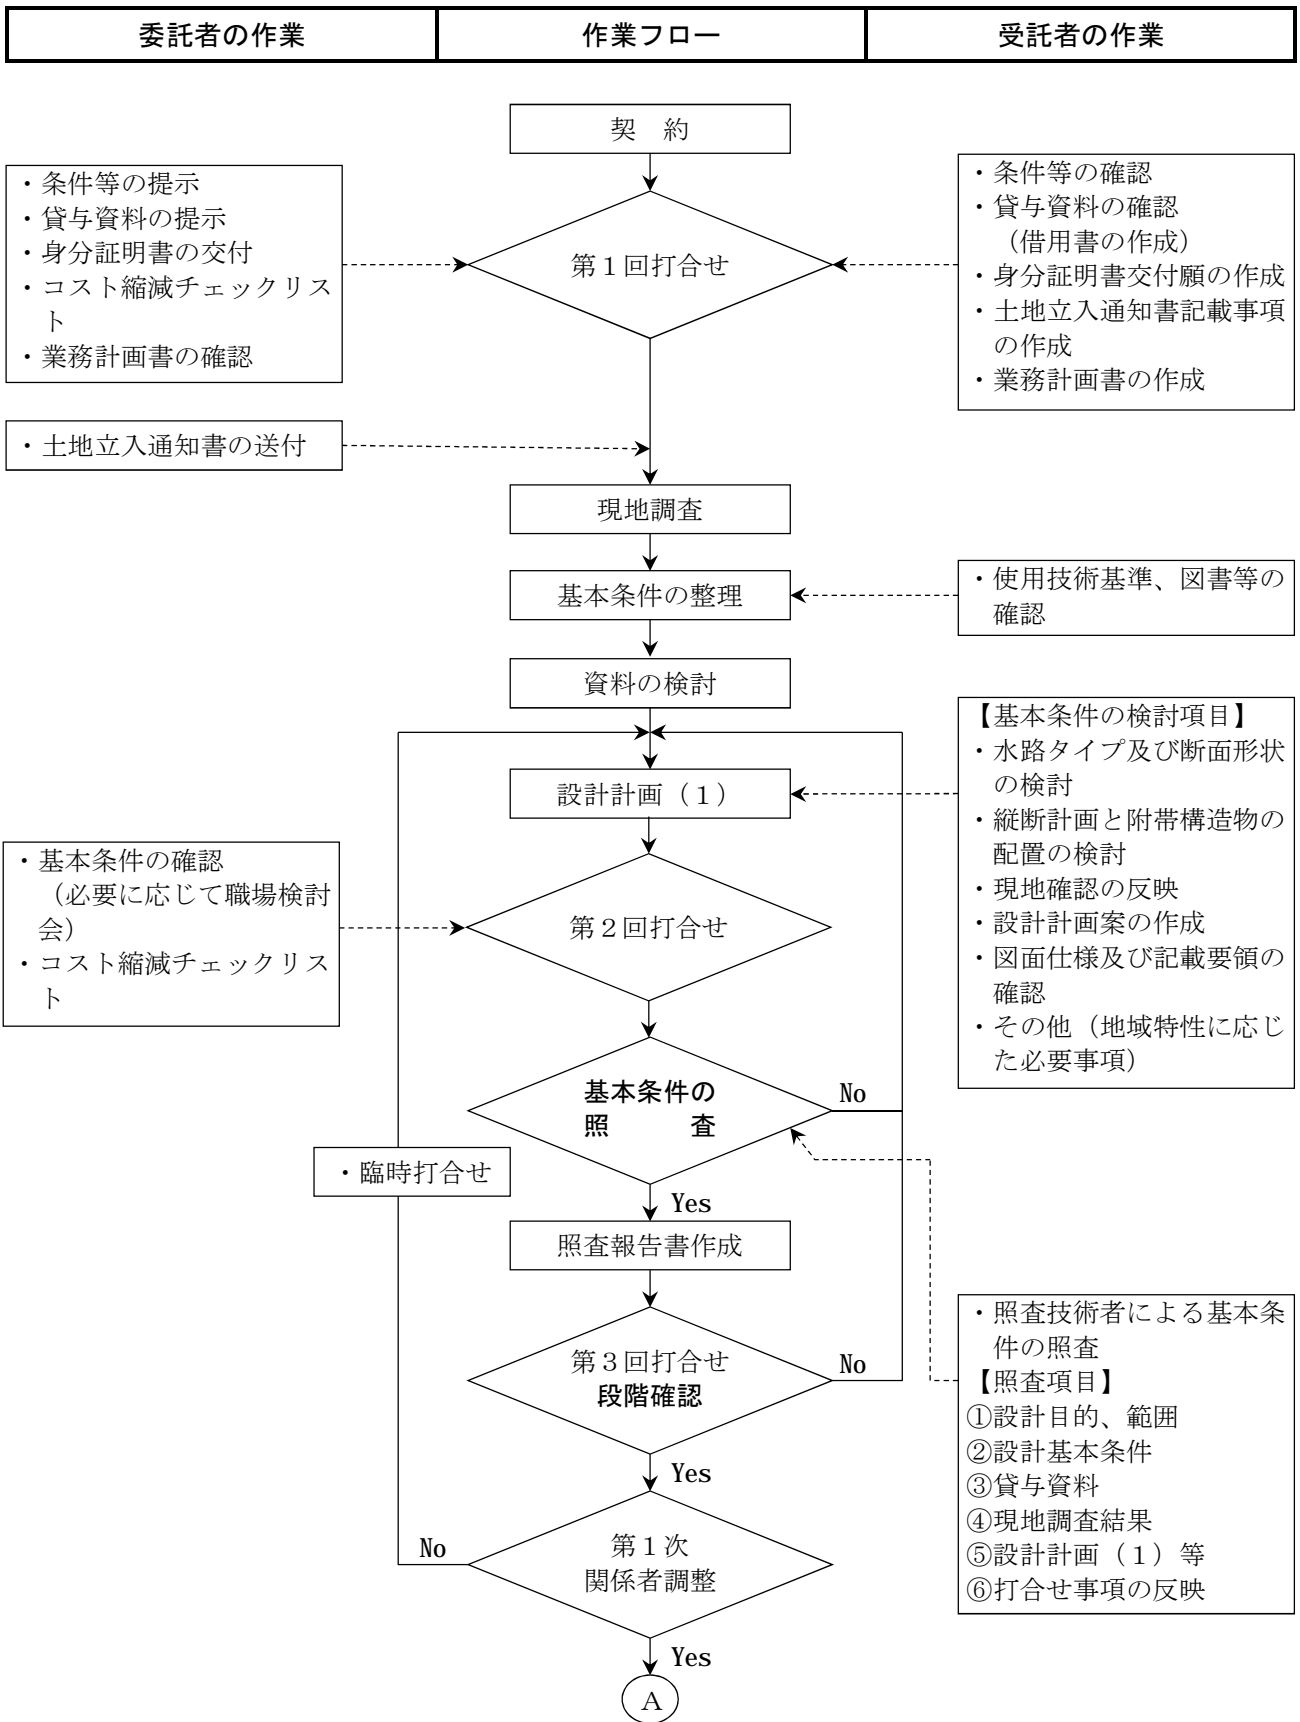 委託者の作業
作業フロー
受託者の作業
契　約
・条件等の提示
・貸与資料の提示
・身分証明書の交付
・コスト縮減チェックリス
ト
・業務計画書の確認
第１回打合せ
・条件等の確認
・貸与資料の確認
（借用書の作成）
・身分証明書交付願の作成
・土地立入通知書記載事項
の作成
・業務計画書の作成
・土地立入通知書の送付
現地調査
基本条件の整理
・使用技術基準、図書等の
確認
資料の検討
設計計画（１）
【基本条件の検討項目】
・水路タイプ及び断面形状
の検討
・縦断計画と附帯構造物の
配置の検討
・現地確認の反映
・設計計画案の作成
・図面仕様及び記載要領の
確認
・その他（地域特性に応じ
た必要事項）
・基本条件の確認
（必要に応じて職場検討
会）
・コスト縮減チェックリス
ト
第２回打合せ
基本条件の
照　　　査
No
・臨時打合せ
Yes
照査報告書作成
第３回打合せ
段階確認
No
・照査技術者による基本条
件の照査
【照査項目】
①設計目的、範囲
②設計基本条件
③貸与資料
④現地調査結果
⑤設計計画（１）等
⑥打合せ事項の反映
Yes
No
第１次
関係者調整
Yes
A